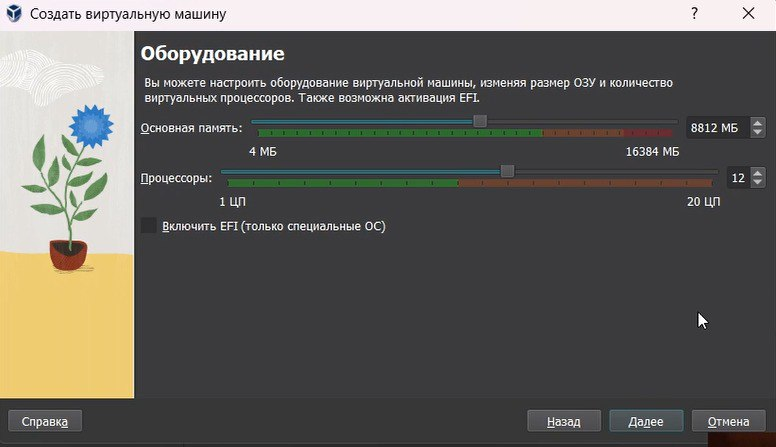 Создать виртуальную машину
?
Оборудование
Вы можете настроить оборудование виртуальной машины, изменяя размер ОЗУ и количество
виртуальных процессоров. Также возможна активация EFI.
Основная память:
8812 МБ
4 МБ
16384 МБ
Процессоры:
12
1 ЦП
20 ЦП
Включить EFI (только специальные ОС)
Справка
Назад
Далее
Отмена